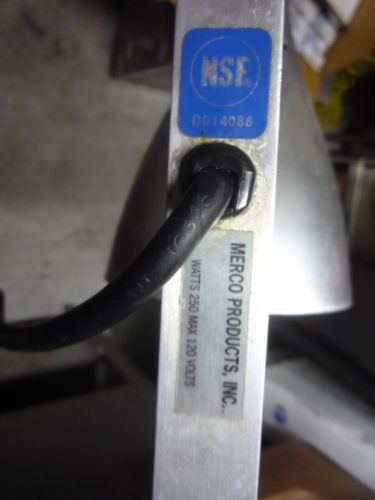 NSF.
DD14086
MERCO PRODUCTS, INC.
WATTS 250 MAX 120 VOLTS